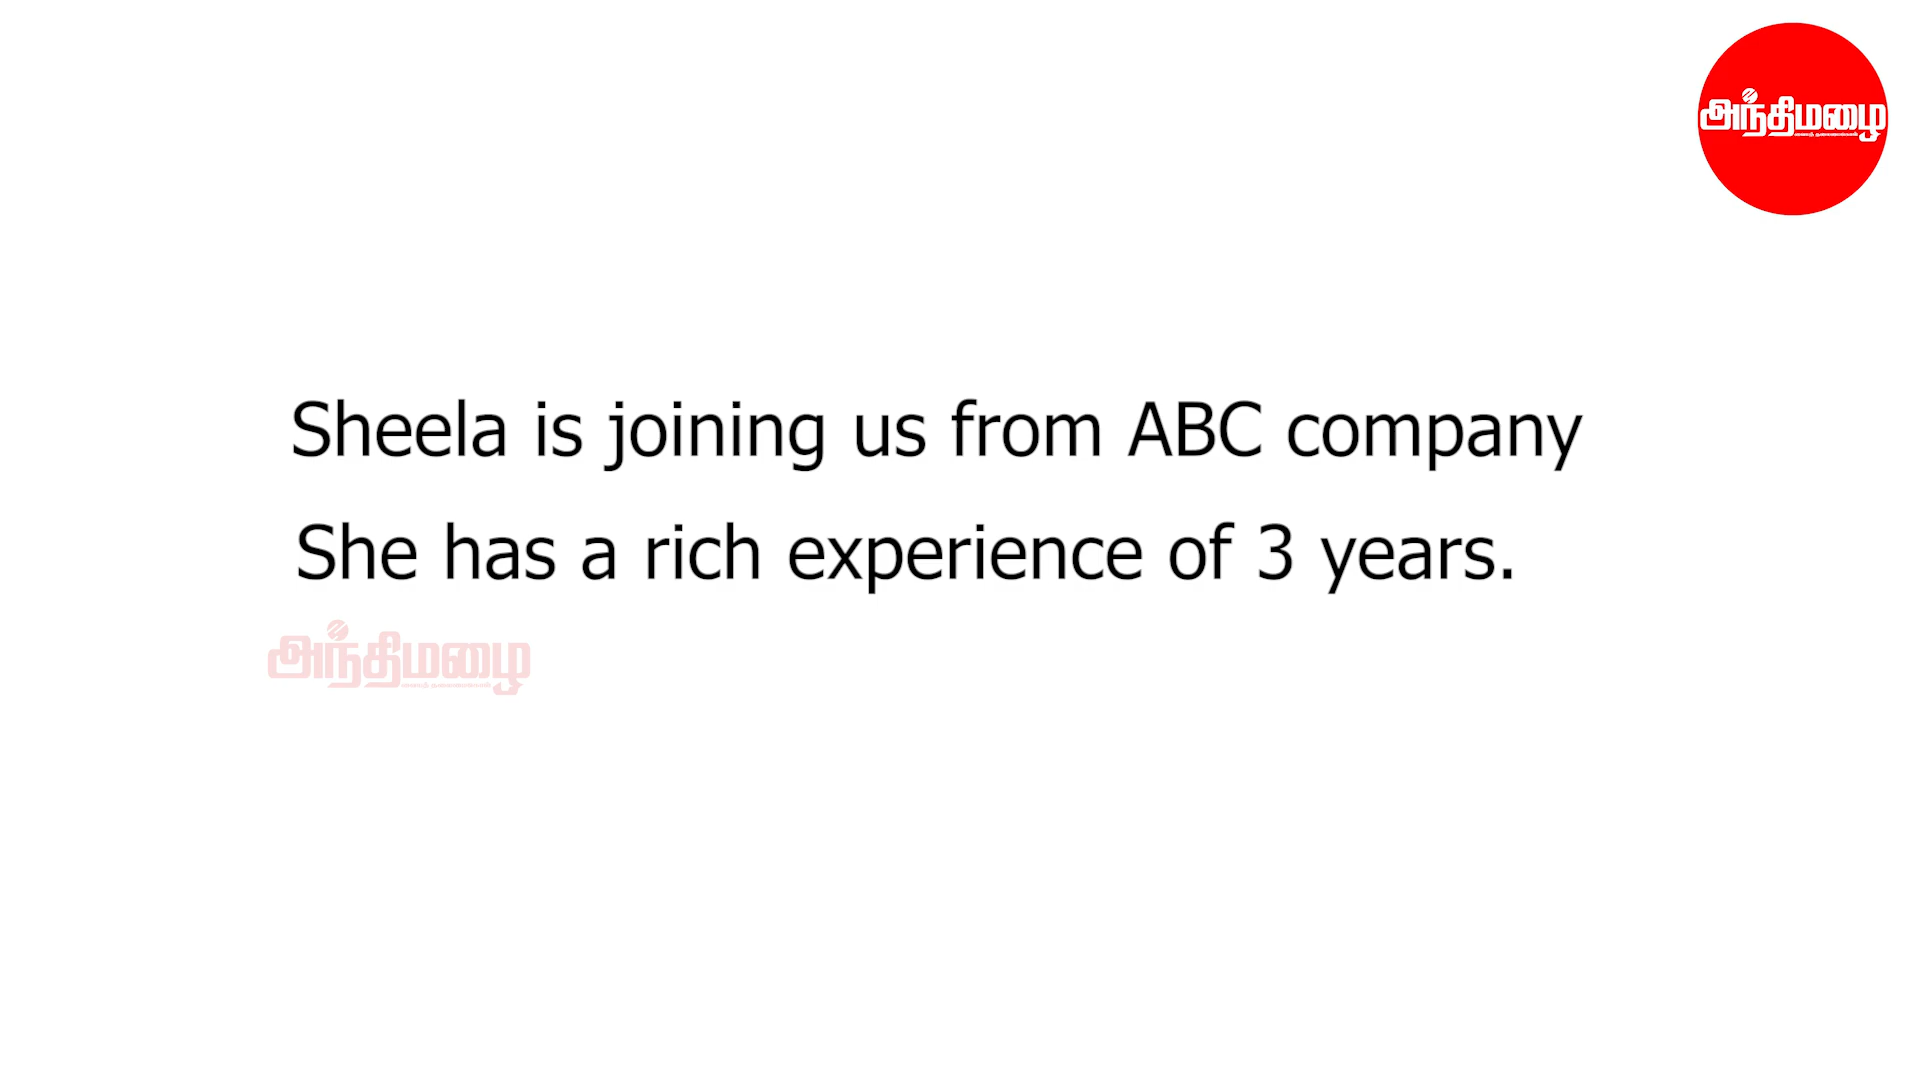 அந்திமழை
Sheela is joining us from ABC company
She has a rich experience of 3 years.
அந்திமழை